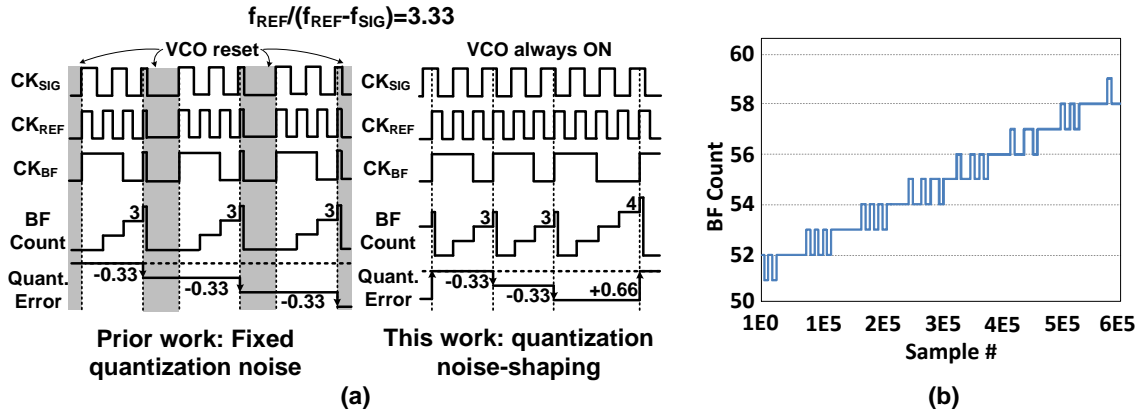 fREF/(fREF-fSIG)=3.33
VCO reset
VCO always ON
CKSIG
CKREF
CKBF
BF
Count
3
3
3
Quant.
Error
-0.33
-0.33
-0.33
CKSIG
CKREF
CKBF
BF
Count
3
3
4
Quant.
Error
-0.33
-0.33
+0.66
Prior work: Fixed
quantization noise
This work: quantization
noise-shaping
(a)
60
58
56
54
52
50
BF Count
1E0
1E5
2E5
3E5
4E5
5E5
6E5
Sample #
(b)